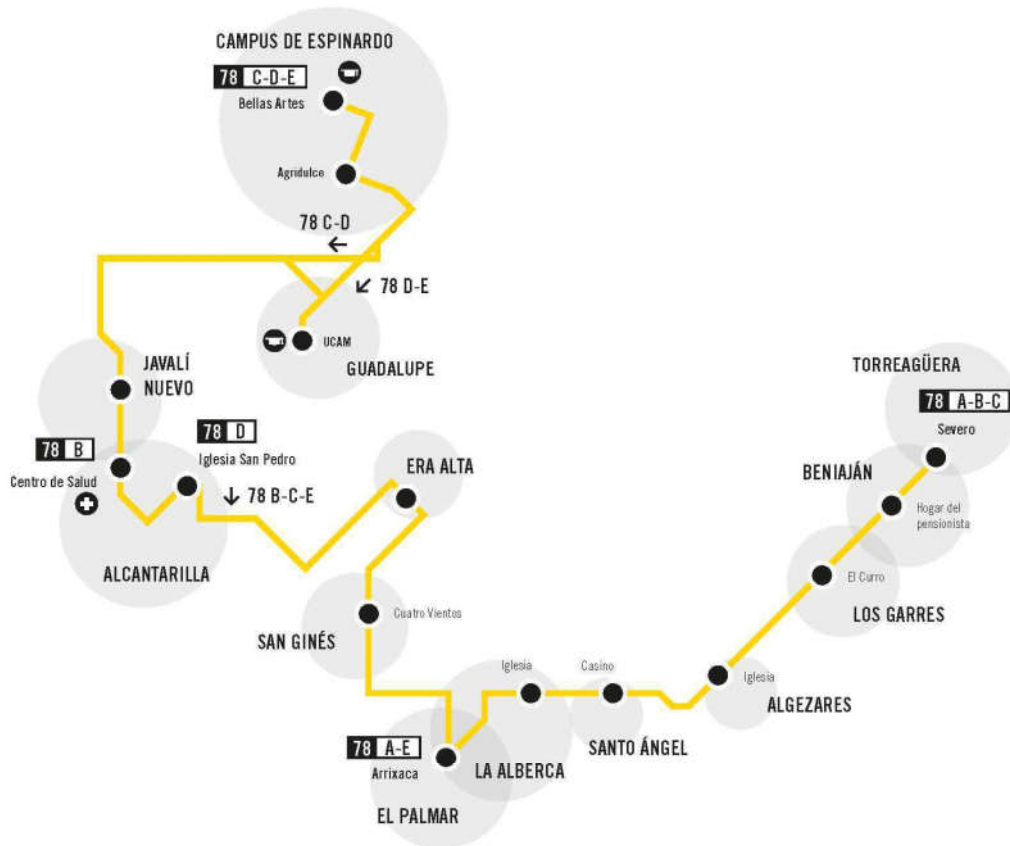 CAMPUS DE ESPINARDO
78 C-D-E
Bellas Artes
Agridulce
78 C-D
←
↙ 78 D-E
UCAM
GUADALUPE
JAVALÍ
NUEVO
78 B
Centro de Salud
78 D
Iglesia San Pedro
↓ 78 B-C-E
ALCANTARILLA
ERA ALTA
Cuatro Vientos
SAN GINÉS
78 A-E
Arrixaca
EL PALMAR
Iglesia
LA ALBERCA
Casino
SANTO ÁNGEL
Iglesia
ALGEZARES
El Curro
LOS GARRES
BENIAJÁN
Hogar del
pensionista
TORREAGÜERA
78 A-B-C
Severo